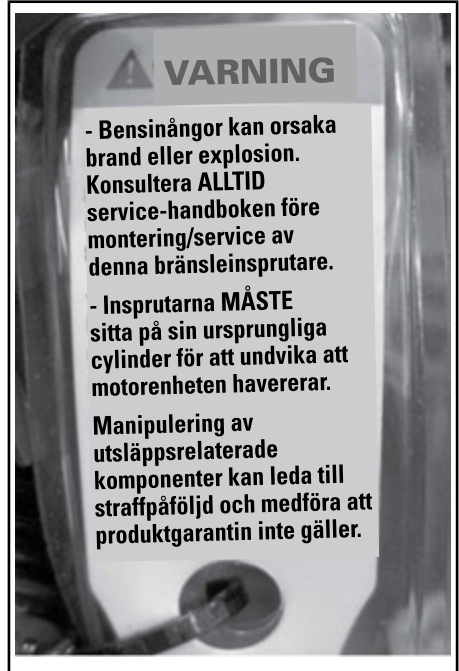 VARNING
- Bensinångor kan orsaka
brand eller explosion.
Konsultera ALLTID
service-handboken före
montering/service av
denna bränsleinsprutare.
- Insprutarna MÅSTE
sitta på sin ursprungliga
cylinder för att undvika att
motorenheten havererar.
Manipulering av
utsläppsrelaterade
komponenter kan leda till
straffpåföljd och medföra att
produktgarantin inte gäller.